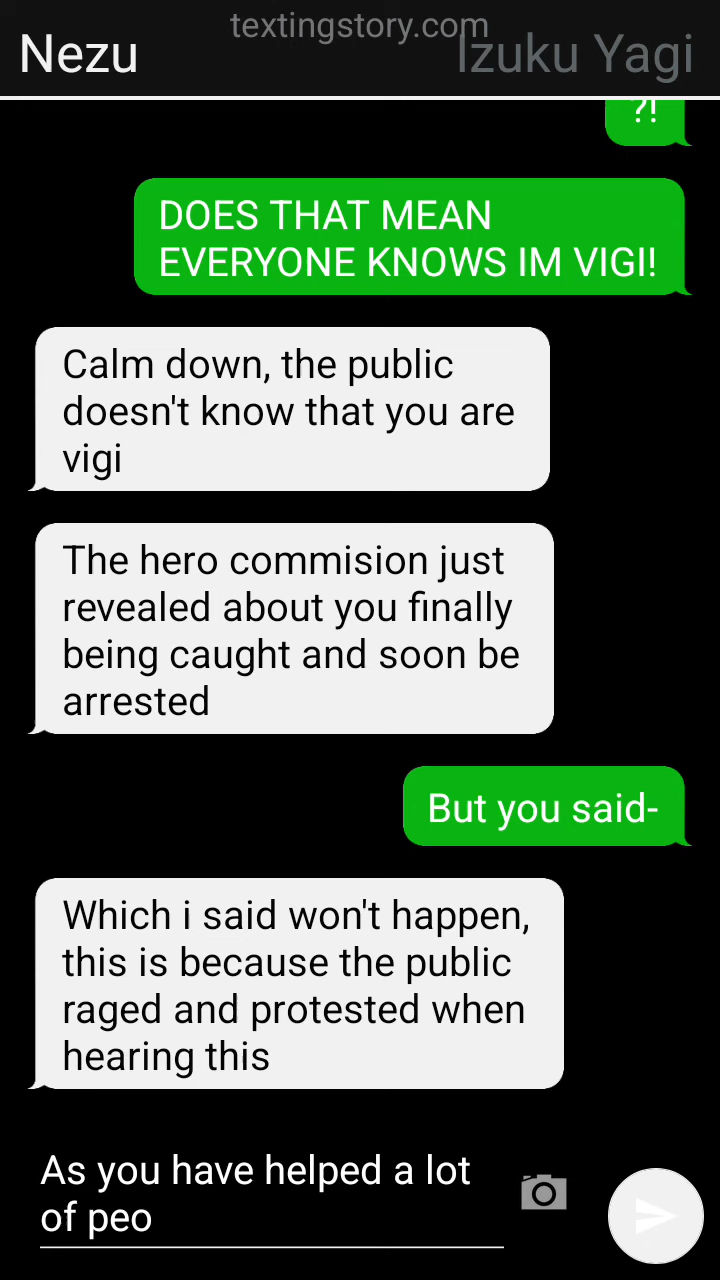 textingstory.com
Nezu
Izuku Yagi
?!
DOES THAT MEAN
EVERYONE KNOWS IM VIGI!
Calm down, the public
doesn't know that you are
vigi
The hero commision just
revealed about you finally
being caught and soon be
arrested
But you said-
Which i said won't happen,
this is because the public
raged and protested when
hearing this
As you have helped a lot
of peo